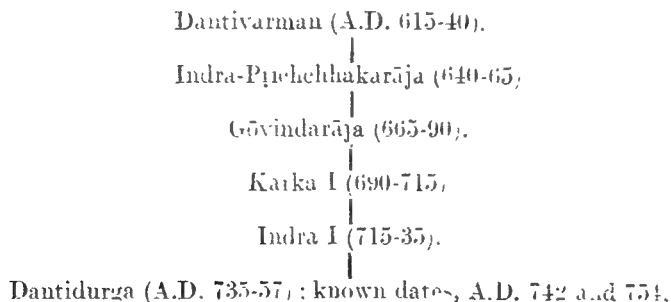 Dantivarman (A.D. 615-40).
Indra-Prichchhakarāja (640-65)
Gōvindarāja (665-90).
Karka I (690-715)
Indra I (715-35).
Dantidurga (A.D. 735-57) ; known dates, A.D. 742 and 754.